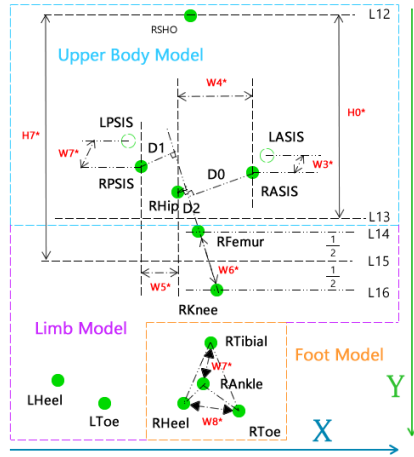 RSHO
L12
Upper Body Model
W4*
H7*
H0*
LPSIS
LASIS
W7*
D1
W3*
RPSIS
D0
RASIS
RHip
D2
L13
L14
RFemur
1/2
L15
W6*
W5*
1/2
L16
RKnee
Limb Model
RTibial
Foot Model
W7*
RAnkle
LHeel
LToe
RHeel
W8*
RToe
X
Y